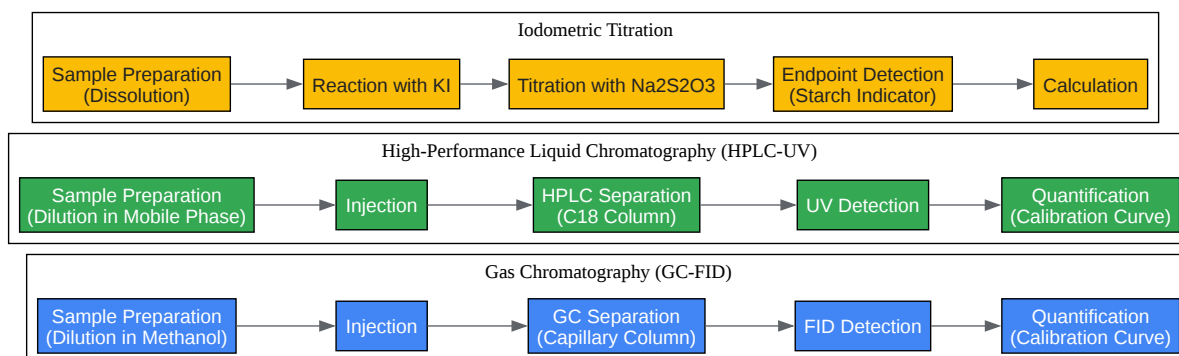 Iodometric Titration
Sample Preparation
(Dissolution)
Reaction with KI
Titration with Na2S2O3
Endpoint Detection
(Starch Indicator)
Calculation
High-Performance Liquid Chromatography (HPLC-UV)
Sample Preparation
(Dilution in Mobile Phase)
Injection
HPLC Separation
(C18 Column)
UV Detection
Quantification
(Calibration Curve)
Gas Chromatography (GC-FID)
Sample Preparation
(Dilution in Methanol)
Injection
GC Separation
(Capillary Column)
FID Detection
Quantification
(Calibration Curve)